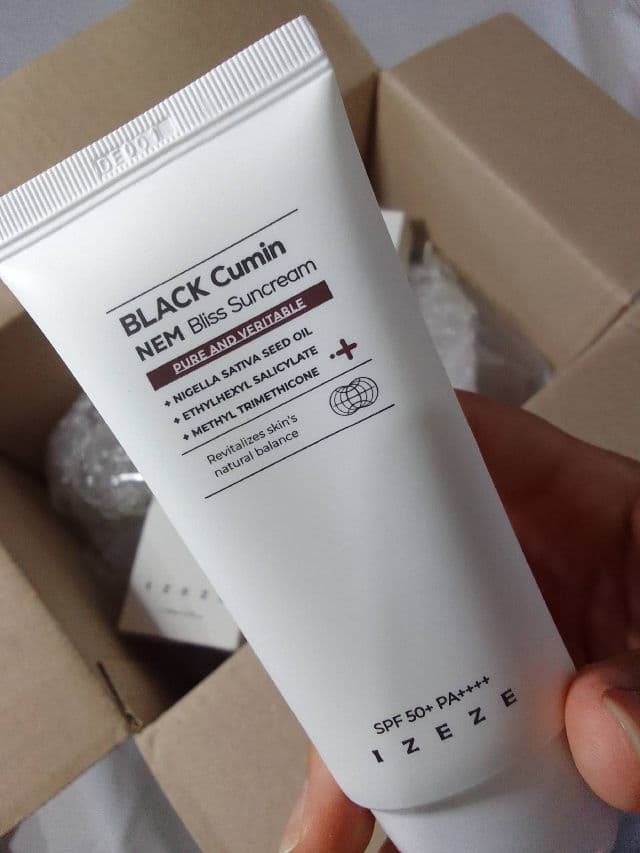 DE001
BLACK Cumin
NEM Bliss Suncream
PURE AND VERITABLE
+ NIGELLA SATIVA SEED OIL
+ ETHYLHEXYL SALICYLATE
+ METHYL TRIMETHICONE
Revitalizes skin's
natural balance
SPF 50+ PA++++
IZEZE